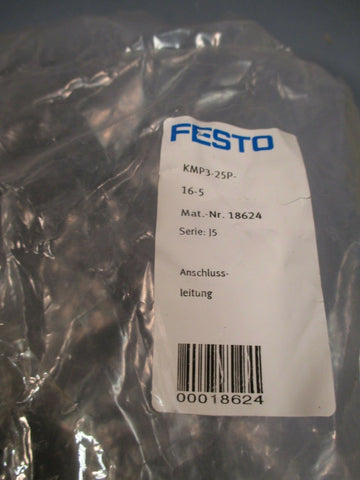 FESTO
KMP3-25P-
16-5
Mat.-Nr. 18624
Serie: J5
Anschluss-
leitung
00018624